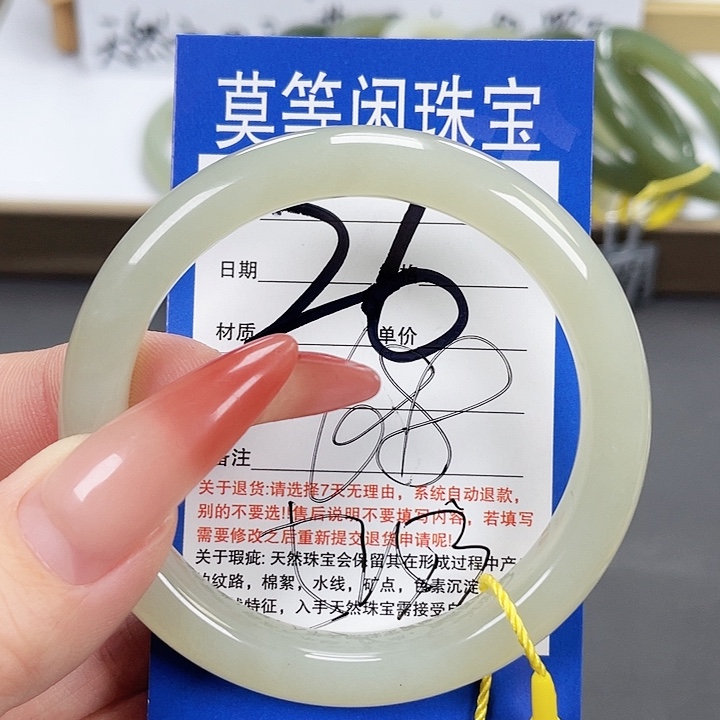 莫等闲珠宝
26
日期
材质 单价
68
备注
关于退货:请选择7天无理由，系统自动退款，
别的不要选!售后说明不要填写内容，若填写
需要修改之后重新提交退货申请呢!
关于瑕疵:天然珠宝会保留其在形成过程中产
的纹路，棉絮，水线，矿点，色素沉淀
特征，入手天然珠宝需接受